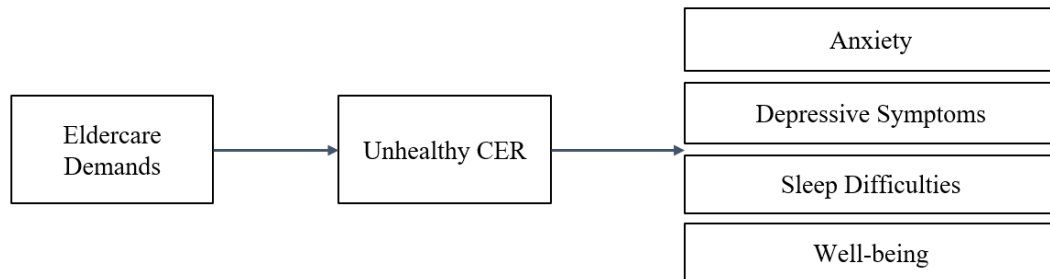 Eldercare
Demands
Unhealthy CER
Anxiety
Depressive Symptoms
Sleep Difficulties
Well-being